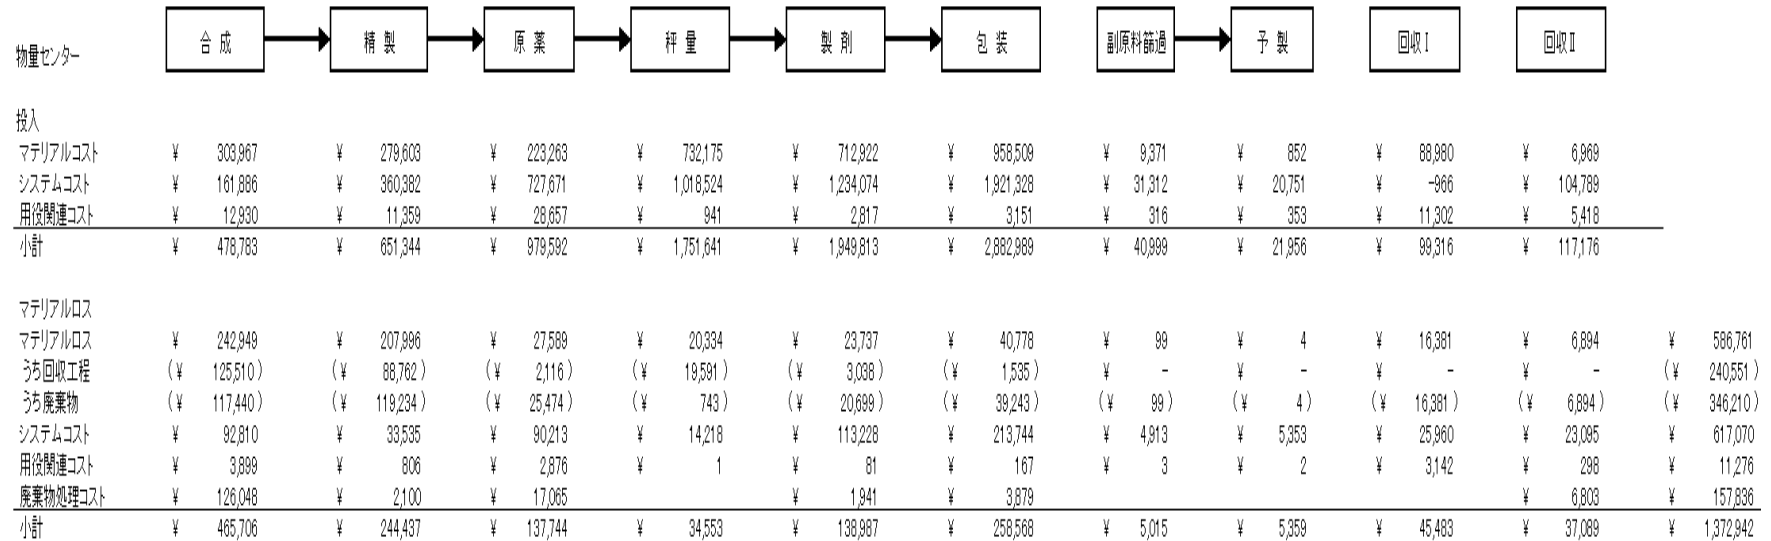 物量センター 合成 精製 原薬 秤量 製剤 包装 副原料篩過 予製 回収Ⅰ 回収Ⅱ
投入
マテリアルコスト ¥ 303,967 ¥ 279,603 ¥ 223,263 ¥ 732,175 ¥ 712,922 ¥ 958,509 ¥ 9,371 ¥ 852 ¥ 88,980 ¥ 6,969
システムコスト ¥ 161,886 ¥ 360,382 ¥ 727,671 ¥ 1,018,524 ¥ 1,234,074 ¥ 1,921,328 ¥ 31,312 ¥ 20,751 ¥ -966 ¥ 104,789
用役関連コスト ¥ 12,930 ¥ 11,359 ¥ 28,657 ¥ 941 ¥ 2,817 ¥ 3,151 ¥ 316 ¥ 353 ¥ 11,302 ¥ 5,418
小計 ¥ 478,783 ¥ 651,344 ¥ 979,592 ¥ 1,751,641 ¥ 1,949,813 ¥ 2,882,989 ¥ 40,999 ¥ 21,956 ¥ 99,316 ¥ 117,176
マテリアルロス
マテリアルロス ¥ 242,949 ¥ 207,996 ¥ 27,589 ¥ 20,334 ¥ 23,737 ¥ 40,778 ¥ 99 ¥ 4 ¥ 16,381 ¥ 6,894 ¥ 586,761
うち回収工程 (¥ 125,510) (¥ 88,762) (¥ 2,116) (¥ 19,591) (¥ 3,038) (¥ 1,535) ¥ - ¥ - ¥ - ¥ - (¥ 240,551)
うち廃棄物 (¥ 117,440) (¥ 119,234) (¥ 25,474) (¥ 743) (¥ 20,699) (¥ 39,243) (¥ 99) (¥ 4) (¥ 16,381) (¥ 6,894) (¥ 346,210)
システムコスト ¥ 92,810 ¥ 33,535 ¥ 90,213 ¥ 14,218 ¥ 113,228 ¥ 213,744 ¥ 4,913 ¥ 5,353 ¥ 25,960 ¥ 23,095 ¥ 617,070
用役関連コスト ¥ 3,899 ¥ 806 ¥ 2,876 ¥ 1 ¥ 81 ¥ 167 ¥ 3 ¥ 2 ¥ 3,142 ¥ 298 ¥ 11,276
廃棄物処理コスト ¥ 126,048 ¥ 2,100 ¥ 17,065 ¥ 1,941 ¥ 3,879 ¥ 6,803 ¥ 157,836
小計 ¥ 465,706 ¥ 244,437 ¥ 137,744 ¥ 34,553 ¥ 138,987 ¥ 258,568 ¥ 5,015 ¥ 5,359 ¥ 45,483 ¥ 37,089 ¥ 1,372,942